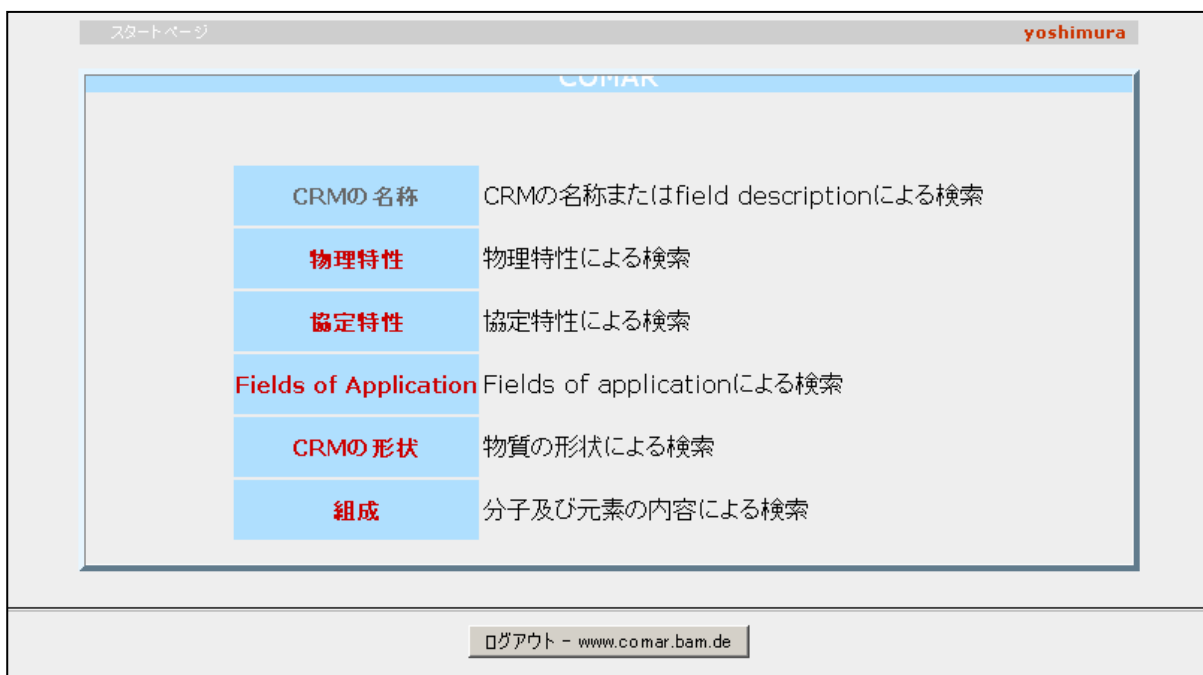 スタートページ yoshimura
COMAR
CRMの名称 CRMの名称またはfield descriptionによる検索
物理特性 物理特性による検索
協定特性 協定特性による検索
Fields of Application Fields of applicationによる検索
CRMの形状 物質の形状による検索
組成 分子及び元素の内容による検索
ログアウト - www.comar.bam.de